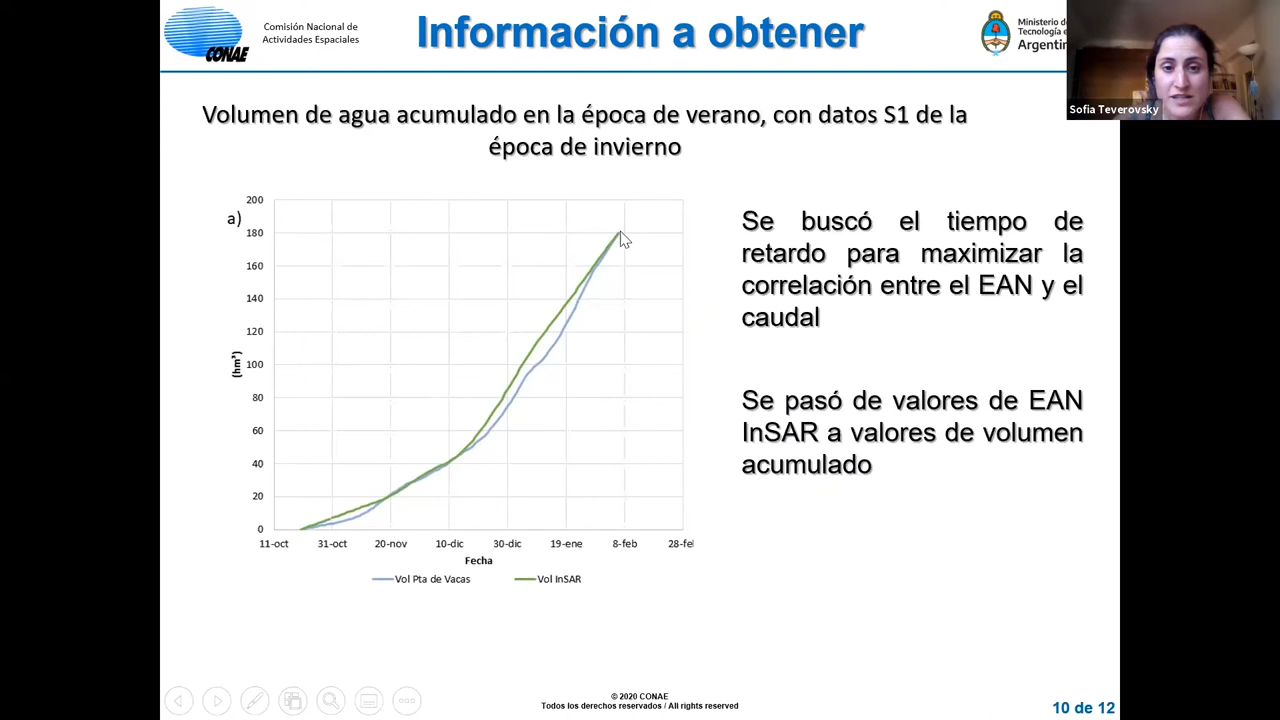 CONAE
Comisión Nacional de
Actividades Espaciales
Información a obtener
Ministerio de
Tecnología e
Argentin
Sofia Teverovsky
Volumen de agua acumulado en la época de verano, con datos S1 de la
época de invierno
a)
200
180
160
140
120
100
80
60
40
20
0
(hm³)
11-oct 31-oct 20-nov 10-dic 30-dic 19-ene 8-feb 28-fel
Fecha
Vol Pta de Vacas Vol InSAR
Se buscó el tiempo de
retardo para maximizar la
correlación entre el EAN y el
caudal
Se pasó de valores de EAN
InSAR a valores de volumen
acumulado
© 2020 CONAE
Todos los derechos reservados / All rights reserved
10 de 12